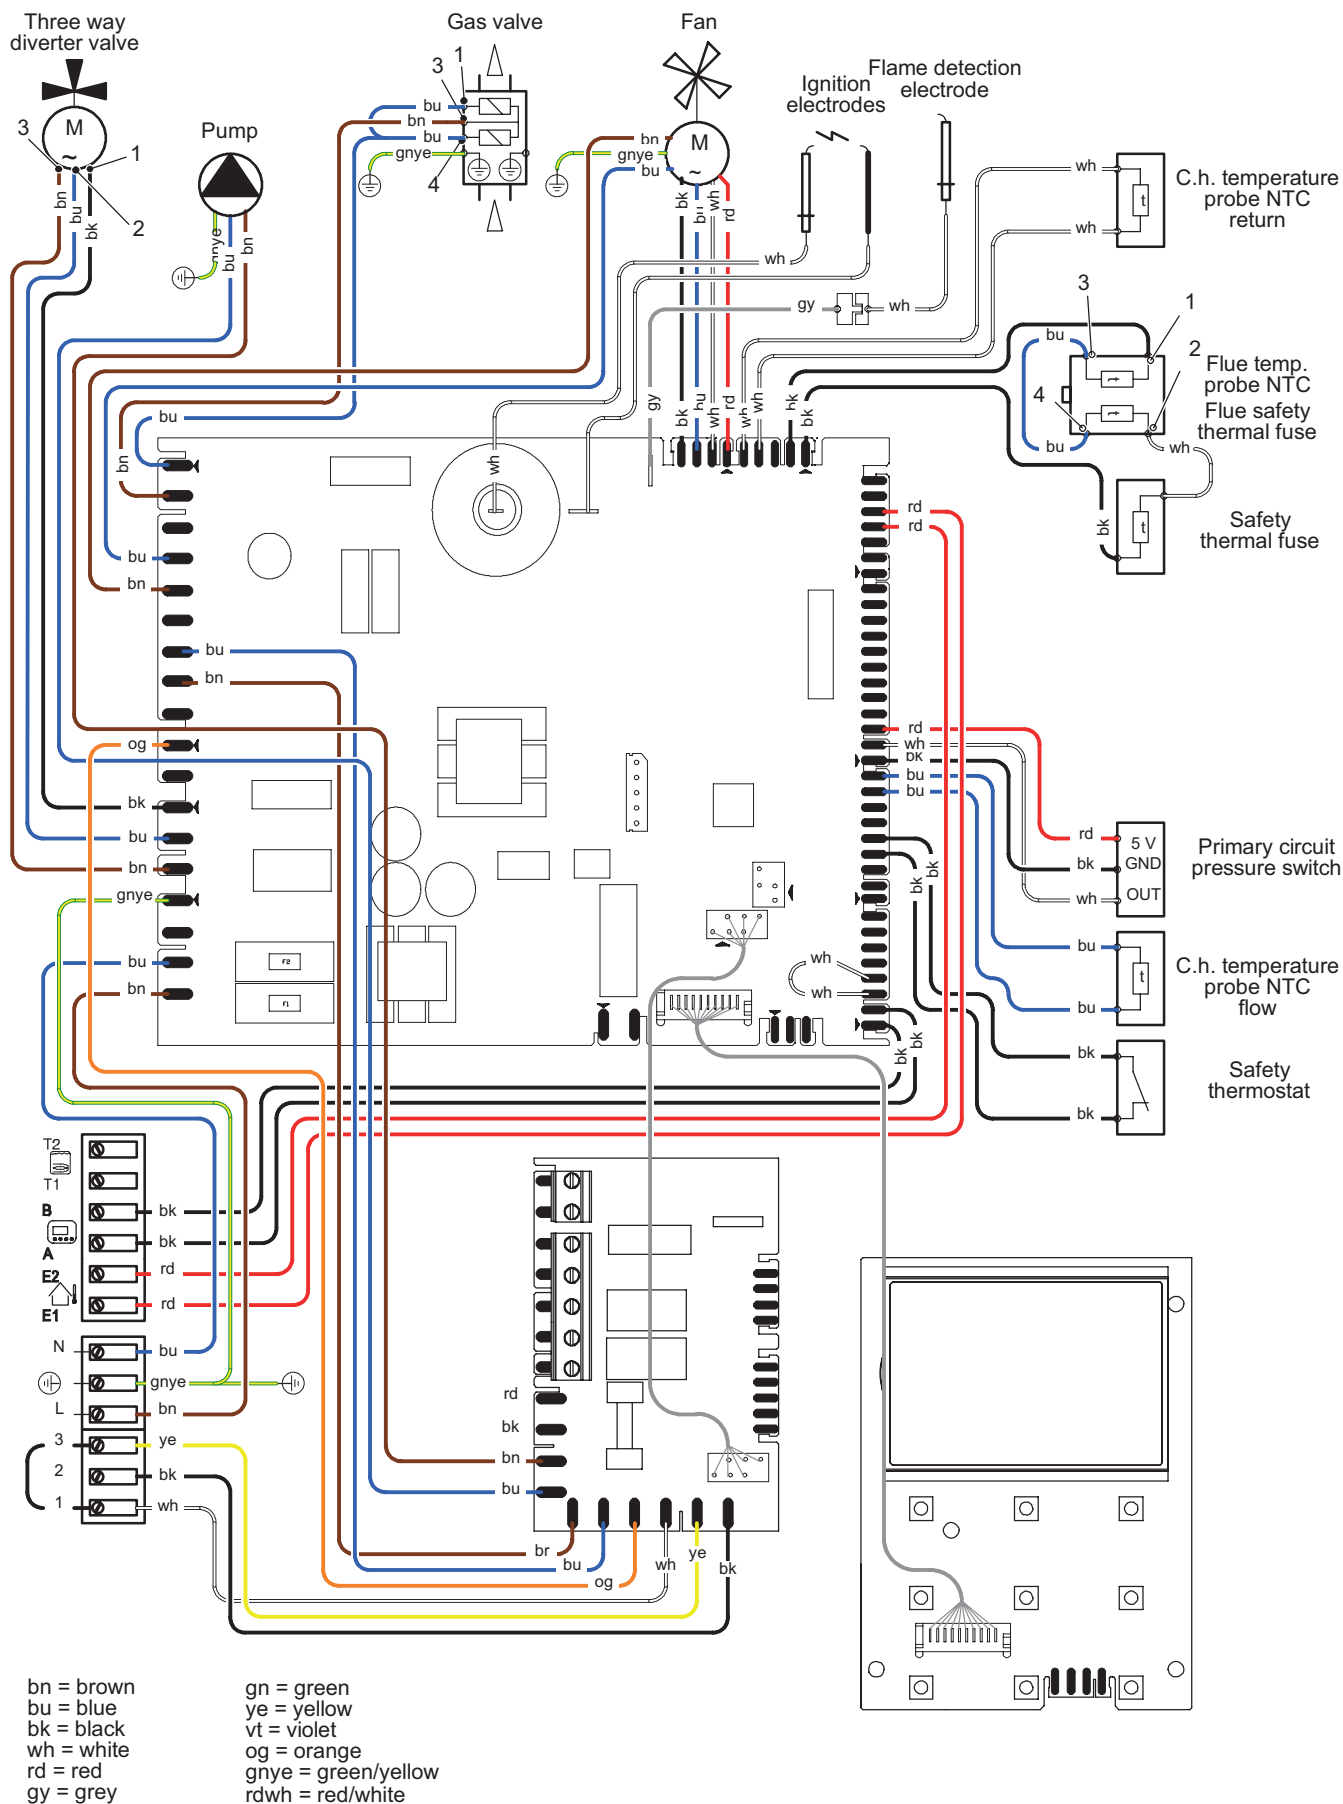 Three way
diverter valve
Gas valve
Fan
Ignition
electrodes
Flame detection
electrode
Pump
C.h. temperature
probe NTC
return
M
~
3
1
2
bn
bu
bk
gnye
bu
bn
1
3
4
bu
bn
bu
gnye
bn
gnye
bu
M
~
bk
bu
wh
rd
wh
gy
wh
wh
wh
t
3
1
2
4
bu
bu
wh
bk
Flue temp.
probe NTC
Flue safety
thermal fuse
t
Safety
thermal fuse
bu
bn
wh
gy
bk
hu
wh
rd
wh
wh
hk
bk
rd
rd
bu
bn
bu
bn
og
bk
bu
bn
gnye
bu
bn
F2
F1
rd
wh
bk
bu
bu
bk
bk
wh
wh
bk
bk
rd
bk
wh
5 V
GND
OUT
Primary circuit
pressure switch
bu
bu
t
C.h. temperature
probe NTC
flow
bk
bk
Safety
thermostat
T2
T1
B
A
E2
E1
bk
bk
rd
rd
N
L
3
2
1
bu
gnye
bn
ye
bk
wh
rd
bk
bn
bu
br
bu
og
wh
ye
bk
bn = brown
bu = blue
bk = black
wh = white
rd = red
gy = grey
gn = green
ye = yellow
vt = violet
og = orange
gnye = green/yellow
rdwh = red/white